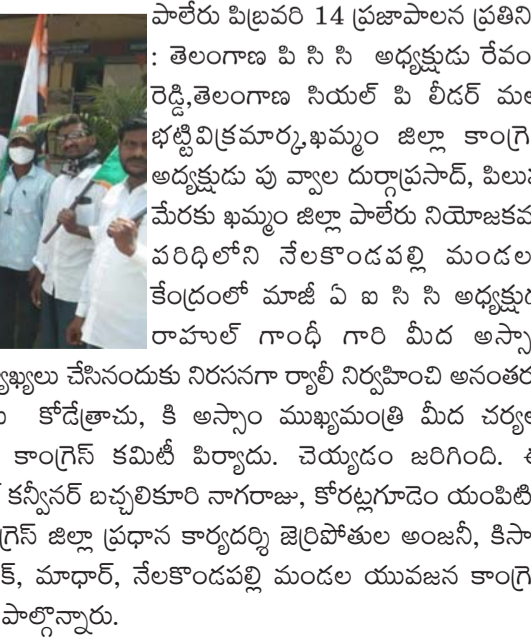 పాలేరు పిబ్రవరి 14 ప్రజాపాలన ప్రతిని
: తెలంగాణ పి సి సి అధ్యక్షుడు రేవం
రెడ్డి,తెలంగాణ సియల్ పి లీడర్ మల
భట్టివిక్రమార్క,ఖమ్మం జిల్లా కాంగ్రె
అద్యక్షుడు పు వ్వాల దుర్గాప్రసాద్, పిలుప
మేరకు ఖమ్మం జిల్లా పాలేరు నియోజకవ
పరిధిలోని నేలకొండపల్లి మండల
కేంద్రంలో మాజీ ఏ ఐ సి సి అధ్యక్షుడ
రాహుల్ గాంధీ గారి మీద అస్సా
ఖ్యలు చేసినందుకు నిరసనగా ర్యాలీ నిర్వహించి అనంతర
కోడేత్రాచు, కి అస్సాం ముఖ్యమంత్రి మీద చర్యల
కాంగ్రెస్ కమిటీ పిర్యాదు. చెయ్యడం జరిగింది.
కన్వీనర్ బచ్చలికూరి నాగరాజు, కోరట్లగూడెం యంపిటి
గ్రెస్ జిల్లా ప్రధాన కార్యదర్శి జెర్రిపోతుల అంజనీ, కిసా
క్, మాధార్, నేలకొండపల్లి మండల యువజన కాంగ్రె
పాల్గొన్నారు.